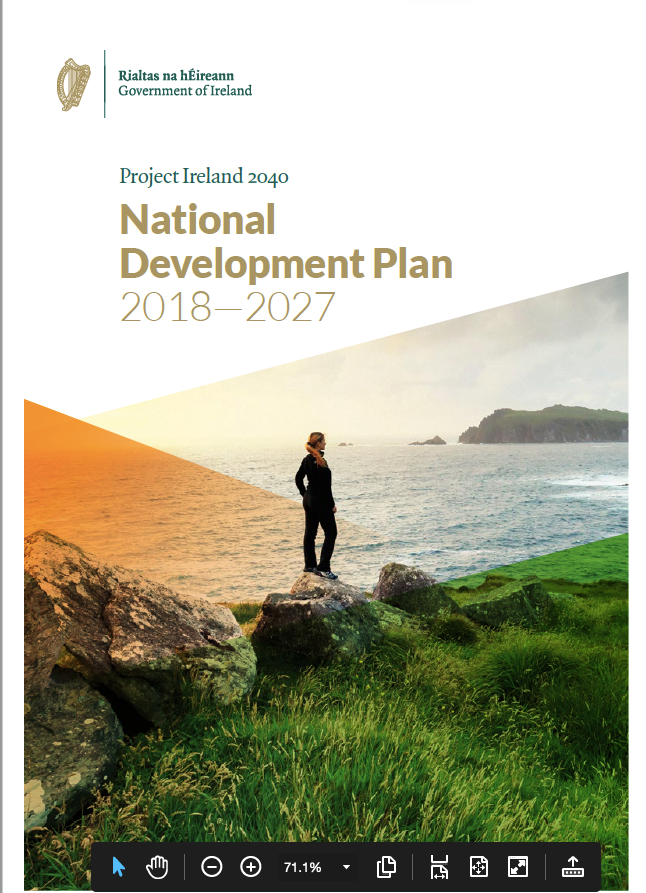 Rialtas na hÉireann
Government of Ireland
Project Ireland 2040
National
Development Plan
2018—2027
71.1%